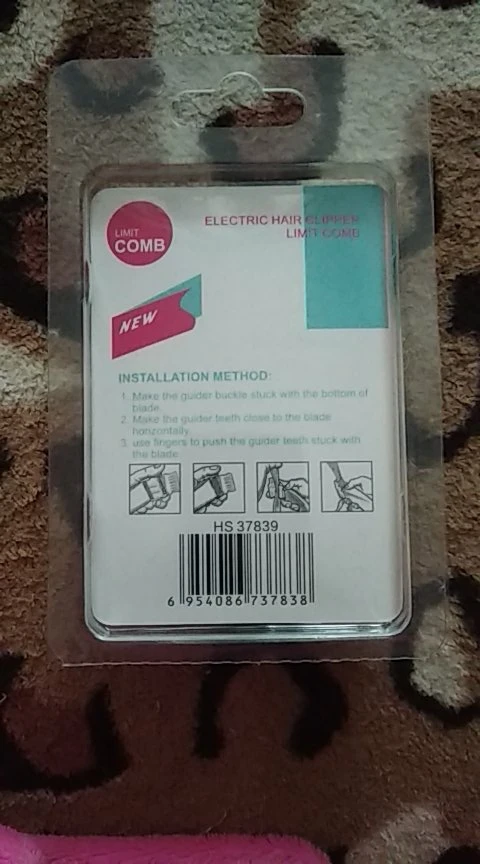 LIMIT
COMB
ELECTRIC HAIR CLIPPER
LIMIT COMB
NEW
INSTALLATION METHOD:
1. Make the guider buckle stuck with the bottom of
blade.
2. Make the guider teeth close to the blade
horizontally.
3. use fingers to push the guider teeth stuck with
the blade.
HS 37839
6 954086 737838